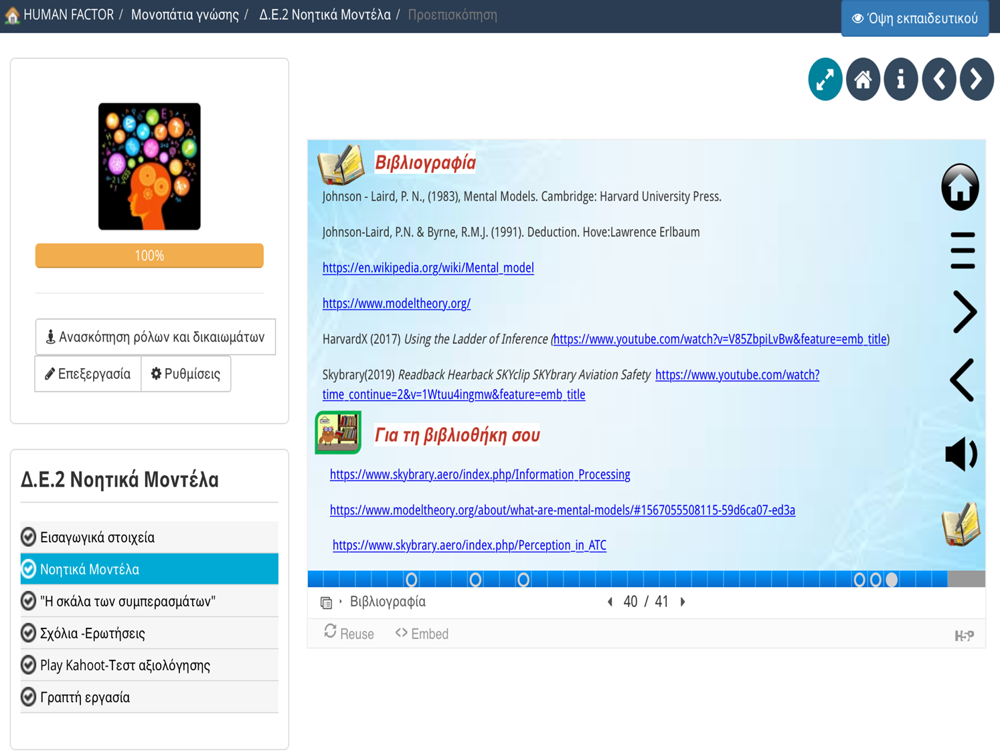 HUMAN FACTOR / Μονοπάτια γνώσης / Δ.Ε.2 Νοητικά Μοντέλα / Προεπισκόπηση
Όψη εκπαιδευτικού
100%
Ανασκόπηση ρόλων και δικαιωμάτων
Επεξεργασία Ρυθμίσεις
Δ.Ε.2 Νοητικά Μοντέλα
Εισαγωγικά στοιχεία
Νοητικά Μοντέλα
"Η σκάλα των συμπερασμάτων"
Σχόλια -Ερωτήσεις
Play Kahoot-Τεστ αξιολόγησης
Γραπτή εργασία
Βιβλιογραφία
Johnson - Laird, P. N., (1983), Mental Models. Cambridge: Harvard University Press.
Johnson-Laird, P.N. & Byrne, R.M.J. (1991). Deduction. Hove:Lawrence Erlbaum
https://en.wikipedia.org/wiki/Mental_model
https://www.modeltheory.org/
HarvardX (2017) Using the Ladder of Inference (https://www.youtube.com/watch?v=V85ZbpiLvBw&feature=emb_title)
Skybrary(2019) Readback Hearback SKYclip SKYbrary Aviation Safety https://www.youtube.com/watch?
time_continue=2&v=1Wtuu4ingmw&feature=emb_title
Για τη βιβλιοθήκη σου
https://www.skybrary.aero/index.php/Information_Processing
https://www.modeltheory.org/about/what-are-mental-models/#1567055508115-59d6ca07-ed3a
https://www.skybrary.aero/index.php/Perception_in_ATC
Βιβλιογραφία 40 / 41
Reuse Embed H5P